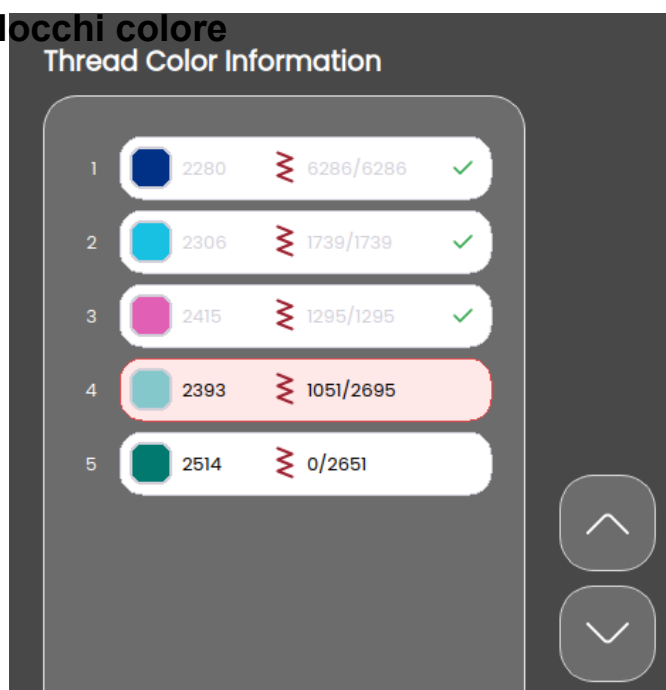 locchi colore
Thread Color Information
1 2280 6286/6286
2 2306 1739/1739
3 2415 1295/1295
4 2393 1051/2695
5 2514 0/2651